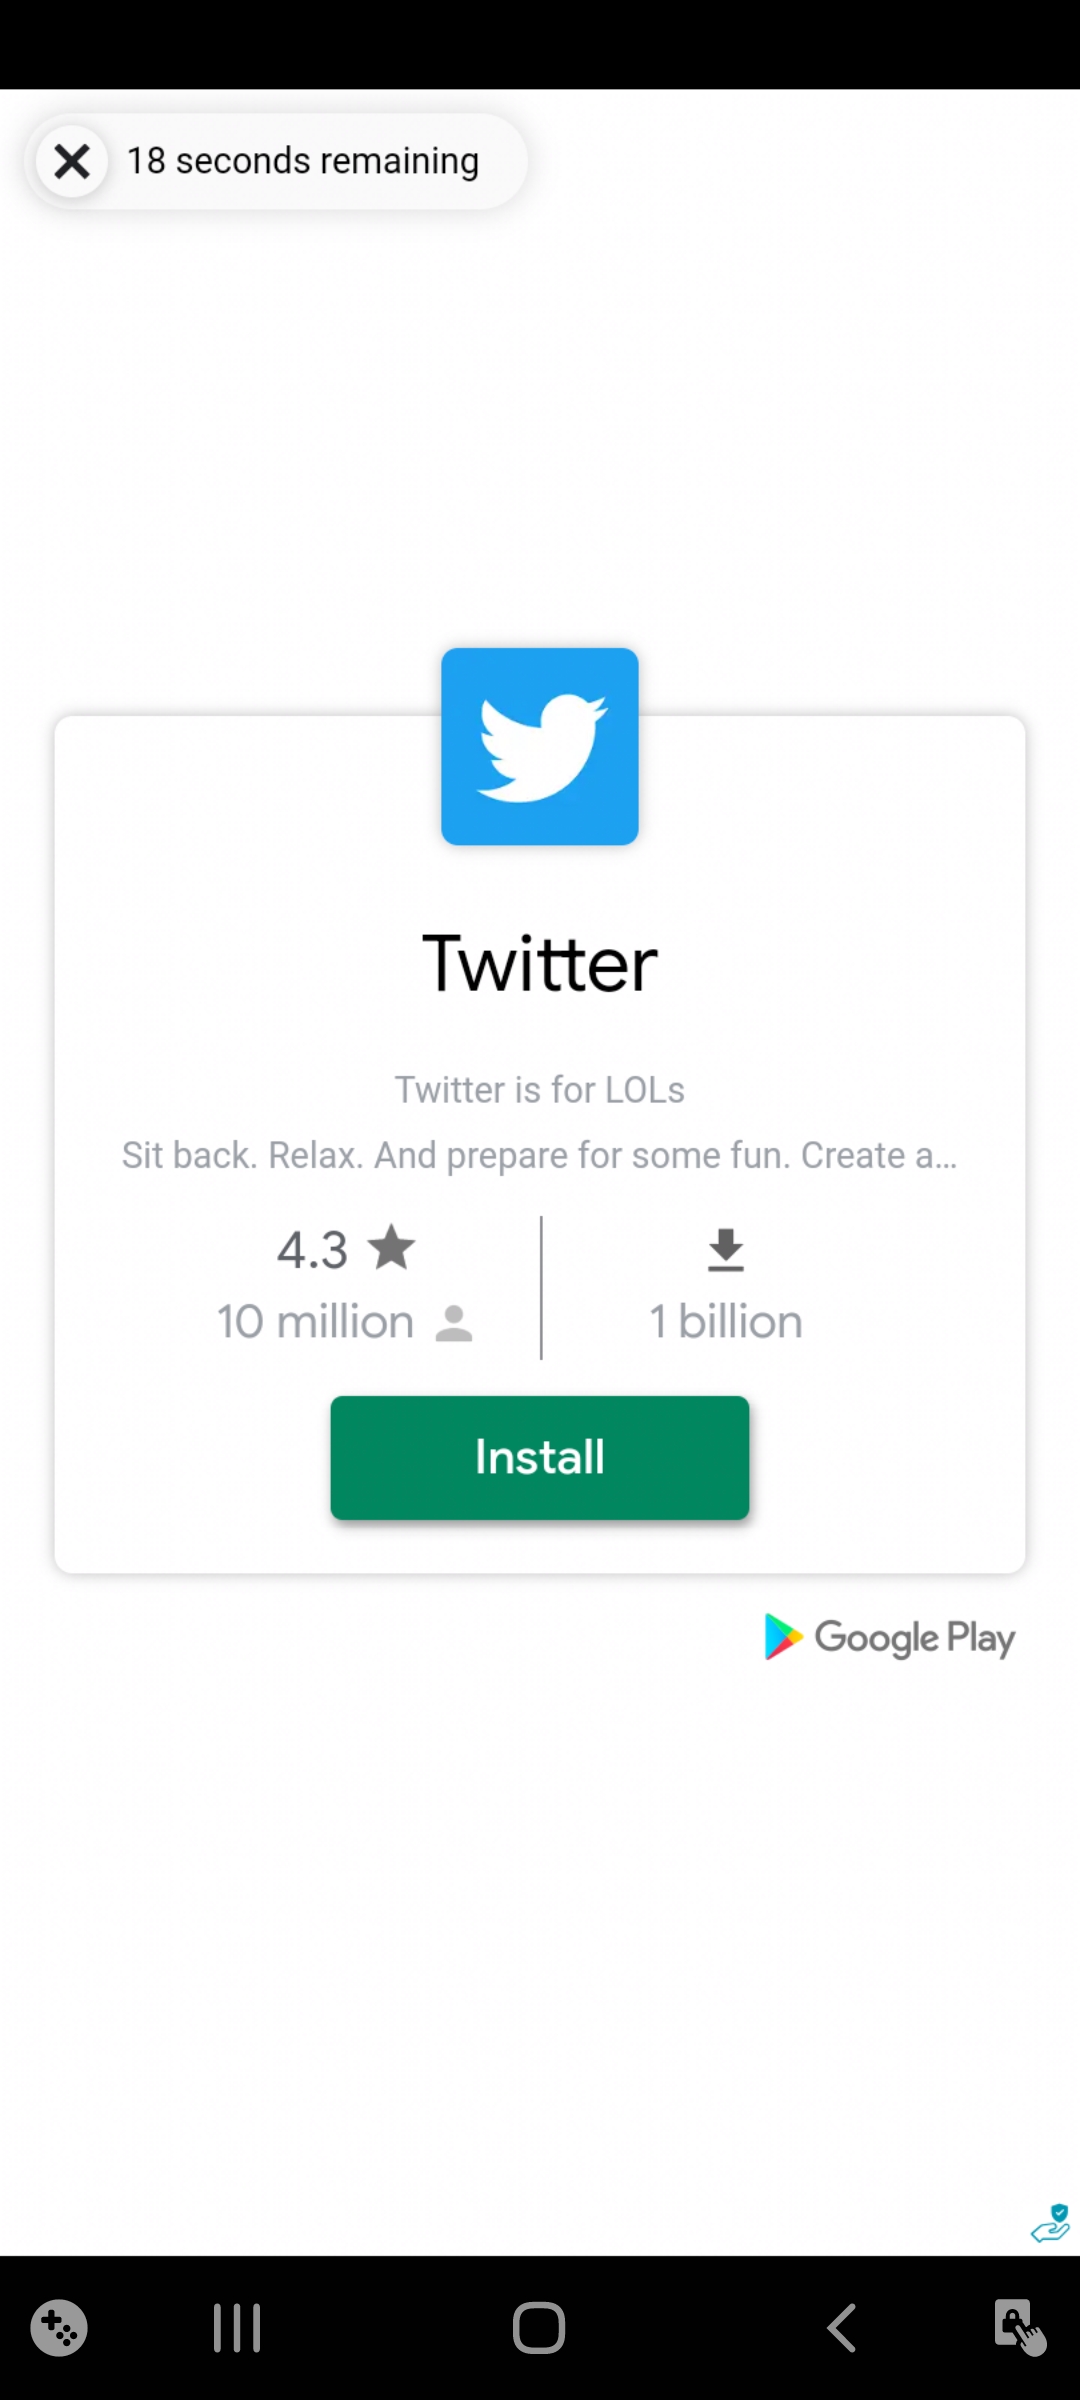 18 seconds remaining
Twitter
Twitter is for LOLs
Sit back. Relax. And prepare for some fun. Create a...
4.3
10 million
1 billion
Install
Google Play